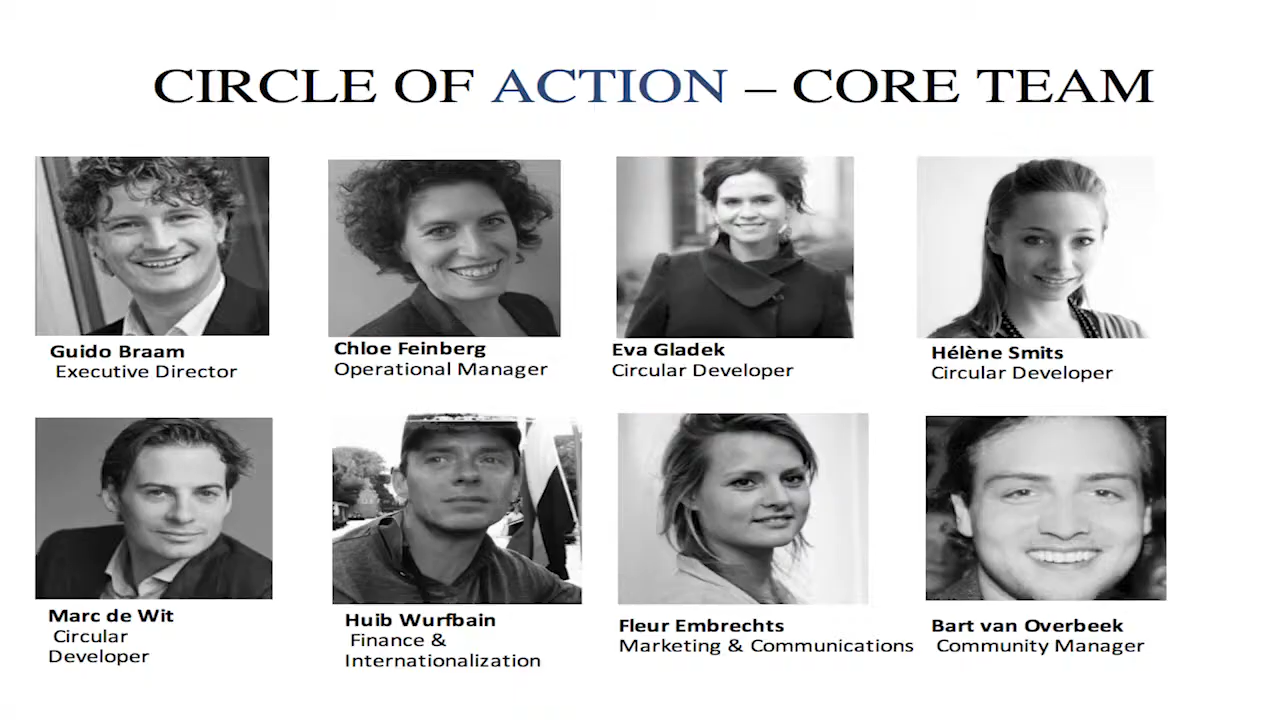 CIRCLE OF ACTION – CORE TEAM
Guido Braam
Executive Director
Chloe Feinberg
Operational Manager
Eva Gladek
Circular Developer
Hélène Smits
Circular Developer
Marc de Wit
Circular
Developer
Huib Wurfbain
Finance &
Internationalization
Fleur Embrechts
Marketing & Communications
Bart van Overbeek
Community Manager